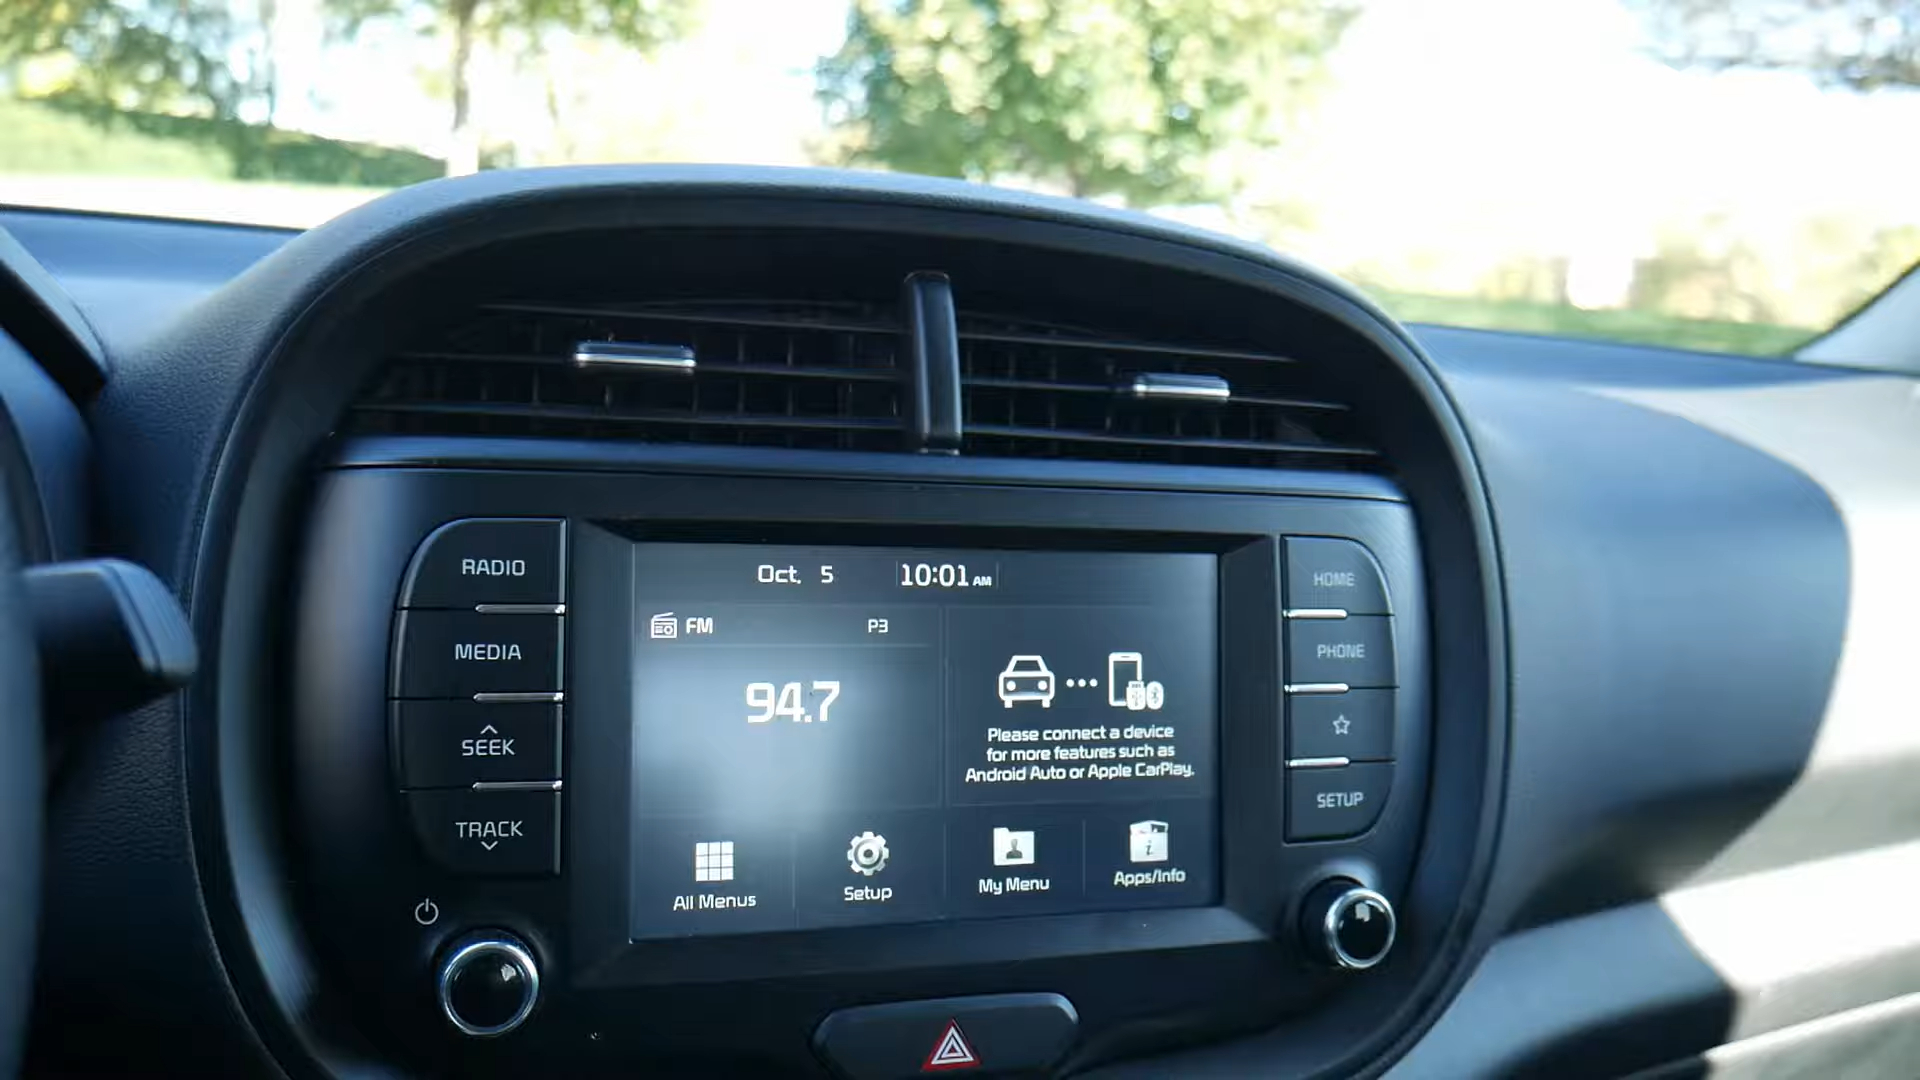 RADIO
MEDIA
SEEK
TRACK
Oct. 5 10:01 AM
FM P3
94.7
Please connect a device
for more features such as
Android Auto or Apple CarPlay.
All Menus
Setup
My Menu
Apps/Info
HOME
PHONE
SETUP